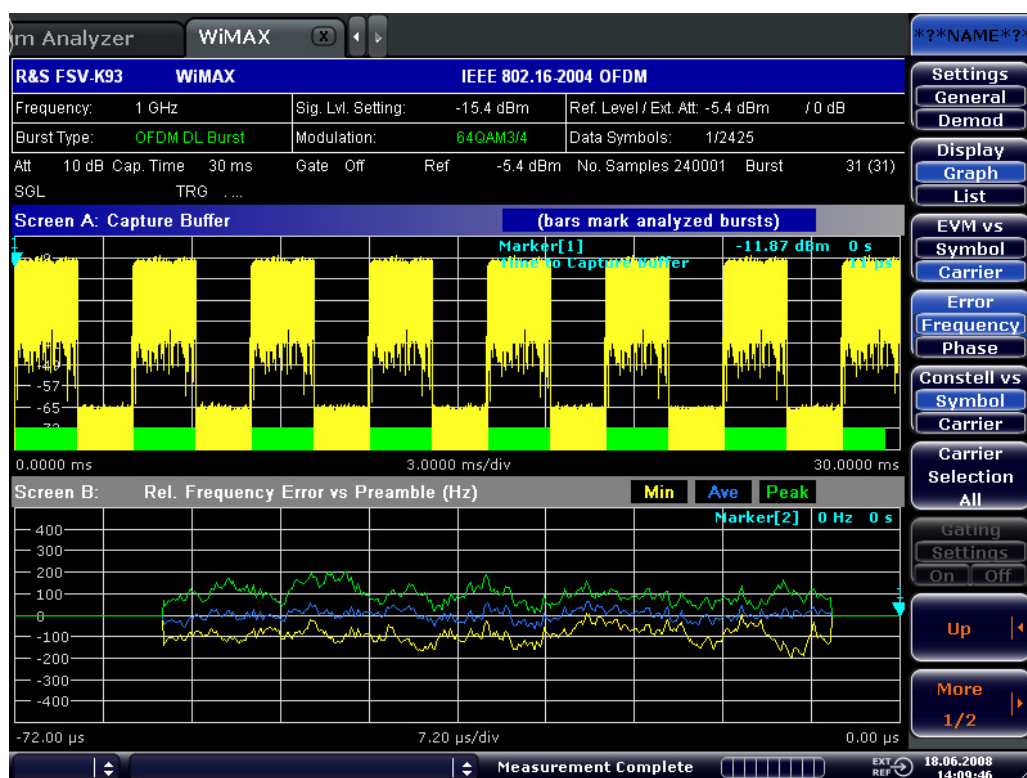 m Analyzer
WiMAX
X
*?*NAME*?*
R&S FSV-K93 WiMAX IEEE 802.16-2004 OFDM
Frequency: 1 GHz Sig. Lvl. Setting: -15.4 dBm Ref. Level / Ext. Att: -5.4 dBm / 0 dB
Burst Type: OFDM DL Burst Modulation: 64QAM3/4 Data Symbols: 1/2425
Att 10 dB Cap. Time 30 ms Gate Off Ref -5.4 dBm No. Samples 240001 Burst 31 (31)
SGL TRG . ...
Screen A: Capture Buffer (bars mark analyzed bursts)
Marker[1] -11.87 dBm 0 s
Time to Capture Buffer 11 µs
-57
-65
0.0000 ms 3.0000 ms/div 30.0000 ms
Screen B: Rel. Frequency Error vs Preamble (Hz) Min Ave Peak
Marker[2] 0 Hz 0 s
400
300
200
100
0
-100
-200
-300
-400
-72.00 µs 7.20 µs/div 0.00 µs
Measurement Complete
EXT REF
18.06.2008
14:09:46
Settings
General
Demod
Display
Graph
List
EVM vs
Symbol
Carrier
Error
Frequency
Phase
Constell vs
Symbol
Carrier
Carrier
Selection
All
Gating
Settings
On Off
Up
More
1/2